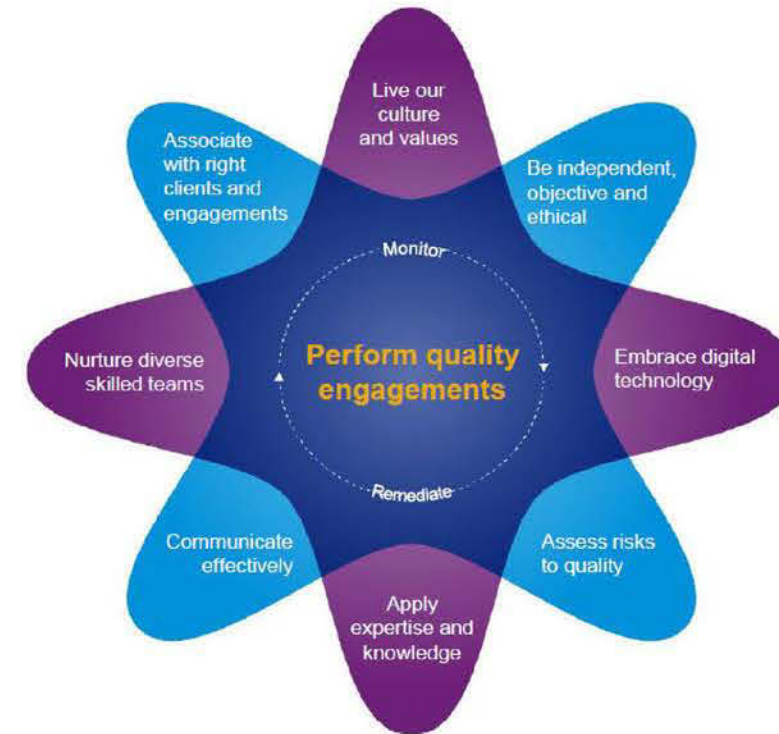 Live our
culture
and values
Associate
with right
clients and
engagements
Be independent,
objective and
ethical
Monitor
Nurture diverse
skilled teams
Perform quality
engagements
Embrace digital
technology
Remediate
Communicate
effectively
Assess risks
to quality
Apply
expertise and
knowledge